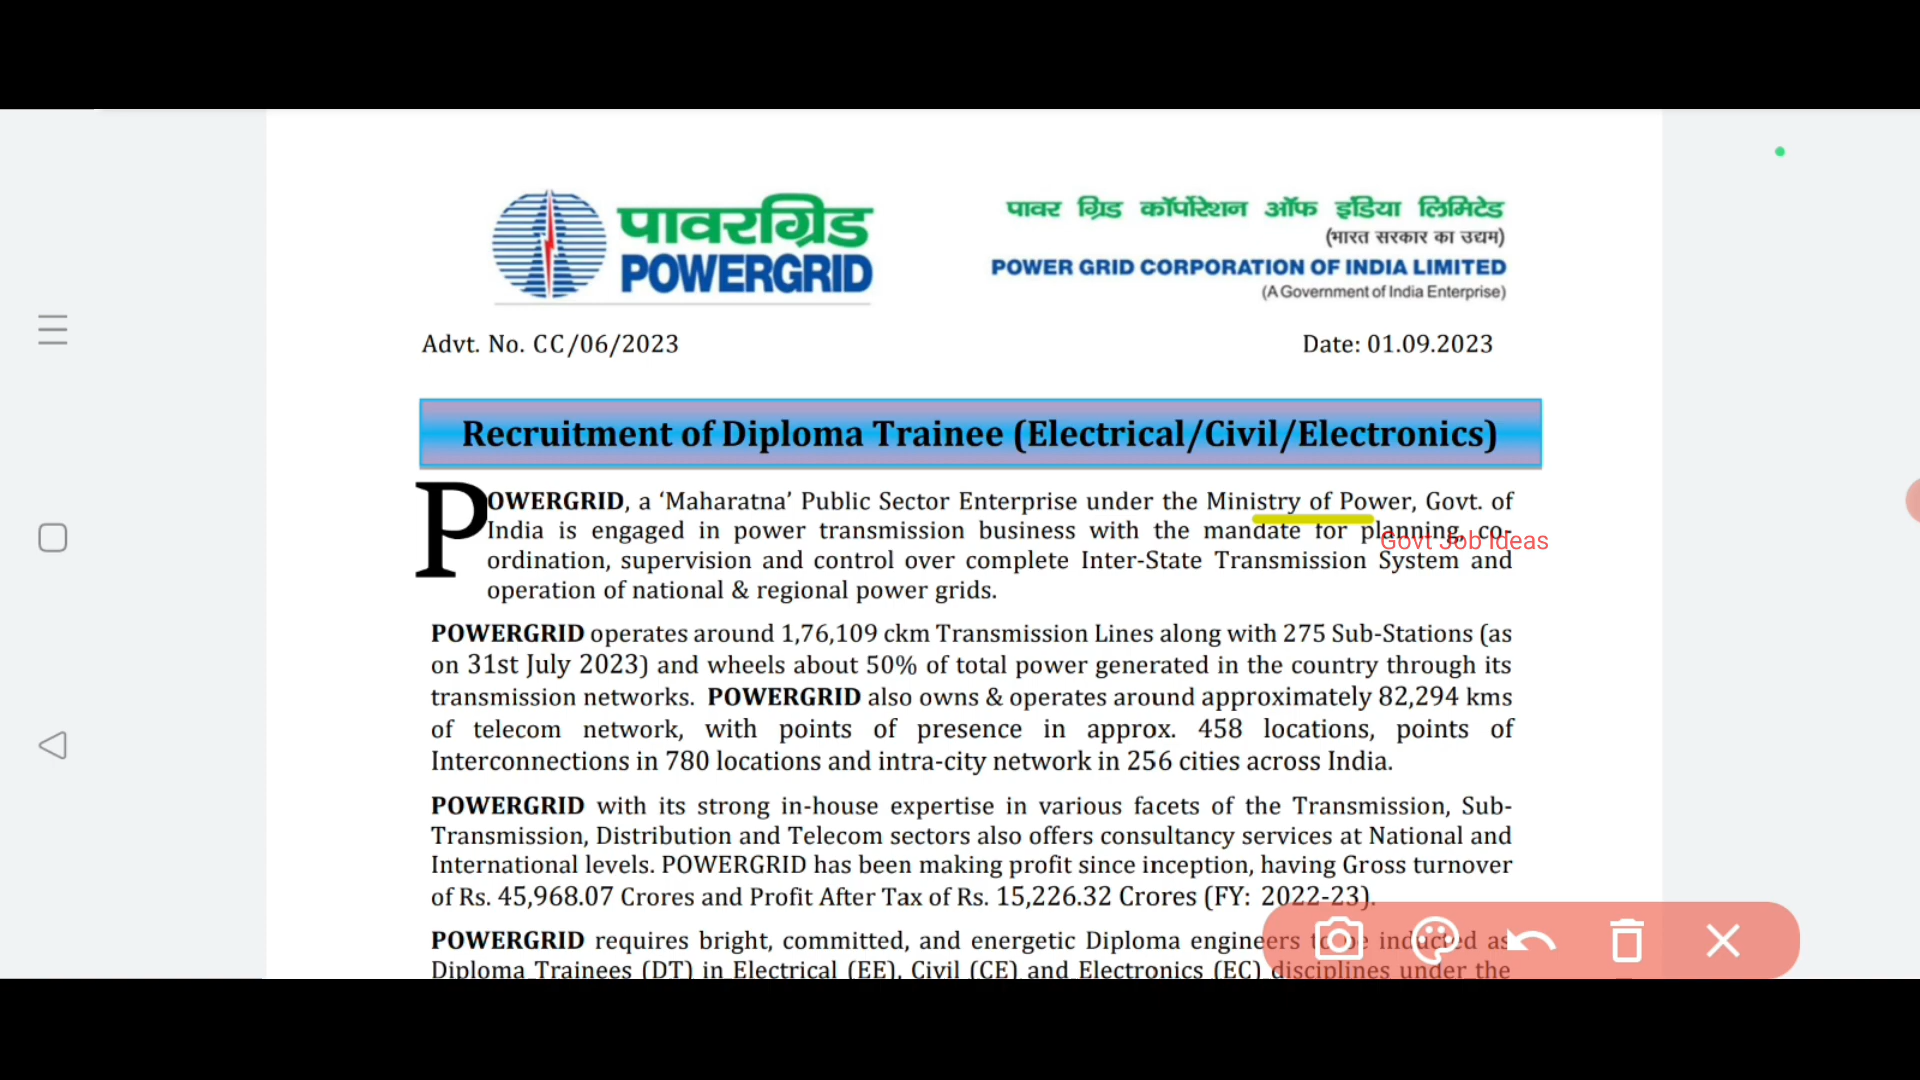 पावरग्रिड
POWERGRID
पावर ग्रिड कॉर्पोरेशन ऑफ इंडिया लिमिटेड
(भारत सरकार का उद्यम)
POWER GRID CORPORATION OF INDIA LIMITED
(A Government of India Enterprise)
Advt. No. CC/06/2023
Date: 01.09.2023
Recruitment of Diploma Trainee (Electrical/Civil/Electronics)
POWERGRID, a ‘Maharatna’ Public Sector Enterprise under the Ministry of Power, Govt. of
India is engaged in power transmission business with the mandate for planning, co-
Govt Job Ideas
ordination, supervision and control over complete Inter-State Transmission System and
operation of national & regional power grids.
POWERGRID operates around 1,76,109 ckm Transmission Lines along with 275 Sub-Stations (as
on 31st July 2023) and wheels about 50% of total power generated in the country through its
transmission networks. POWERGRID also owns & operates around approximately 82,294 kms
of telecom network, with points of presence in approx. 458 locations, points of
Interconnections in 780 locations and intra-city network in 256 cities across India.
POWERGRID with its strong in-house expertise in various facets of the Transmission, Sub-
Transmission, Distribution and Telecom sectors also offers consultancy services at National and
International levels. POWERGRID has been making profit since inception, having Gross turnover
of Rs. 45,968.07 Crores and Profit After Tax of Rs. 15,226.32 Crores (FY: 2022-23).
POWERGRID requires bright, committed, and energetic Diploma engineers to be inducted as
Diploma Trainees (DT) in Electrical (EE), Civil (CE) and Electronics (EC) disciplines under the